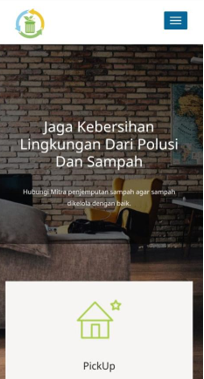 Jaga Kebersihan
Lingkungan Dari Polusi
Dan Sampah
Hubungi Mitra penjemputan sampah agar sampah
dikelola dengan baik.
PickUp